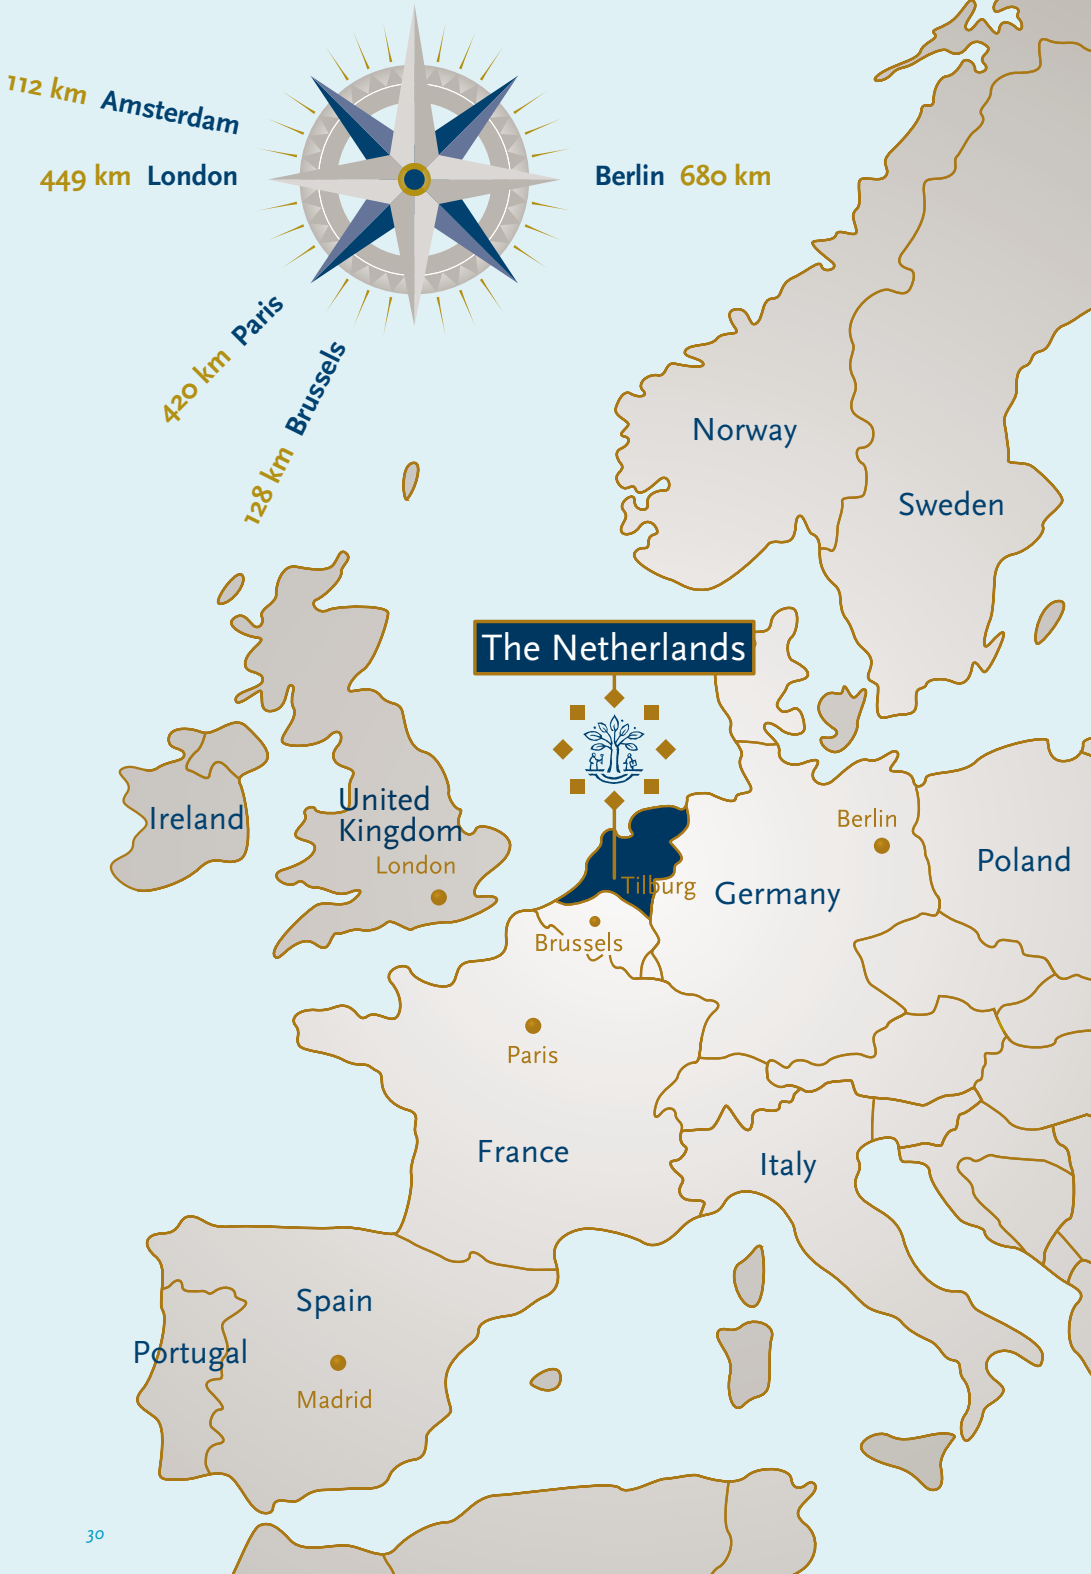 112 km Amsterdam
449 km London
Berlin 680 km
420 km Paris
128 km Brussels
Norway
Sweden
The Netherlands
United
Kingdom
Ireland
London
Berlin
Poland
Tilburg
Germany
Brussels
Paris
France
Italy
Spain
Portugal
Madrid
30